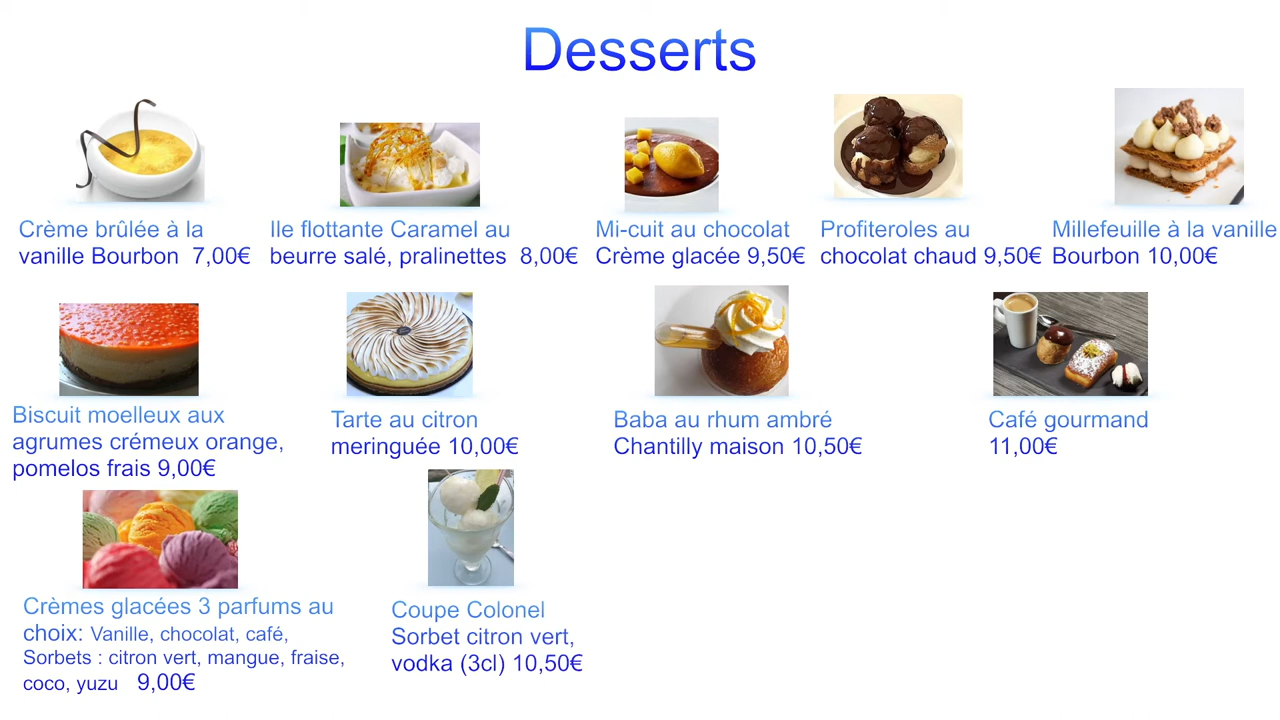 Desserts
Crème brûlée à la
vanille Bourbon 7,00€
Ile flottante Caramel au
beurre salé, pralinettes 8,00€
Mi-cuit au chocolat
Crème glacée 9,50€
Profiteroles au
chocolat chaud 9,50€
Millefeuille à la vanille
Bourbon 10,00€
Biscuit moelleux aux
agrumes crémeux orange,
pomelos frais 9,00€
Tarte au citron
meringuée 10,00€
Baba au rhum ambré
Chantilly maison 10,50€
Café gourmand
11,00€
Crèmes glacées 3 parfums au
choix: Vanille, chocolat, café,
Sorbets : citron vert, mangue, fraise,
coco, yuzu 9,00€
Coupe Colonel
Sorbet citron vert,
vodka (3cl) 10,50€